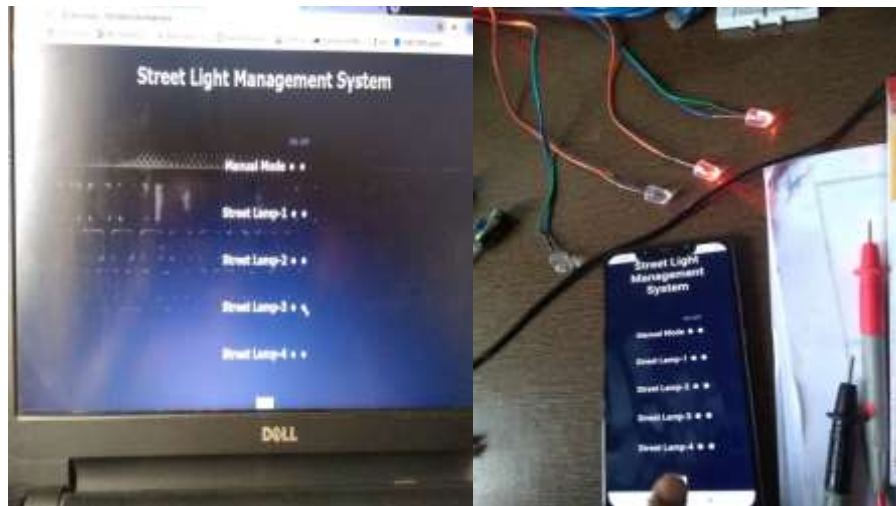 Street Light Management System
Manual Mode
Street Lamp-1
Street Lamp-2
Street Lamp-3
Street Lamp-4
DELL
Street Light
Management
System
Manual Mode
Street Lamp-1
Street Lamp-2
Street Lamp-3
Street Lamp-4